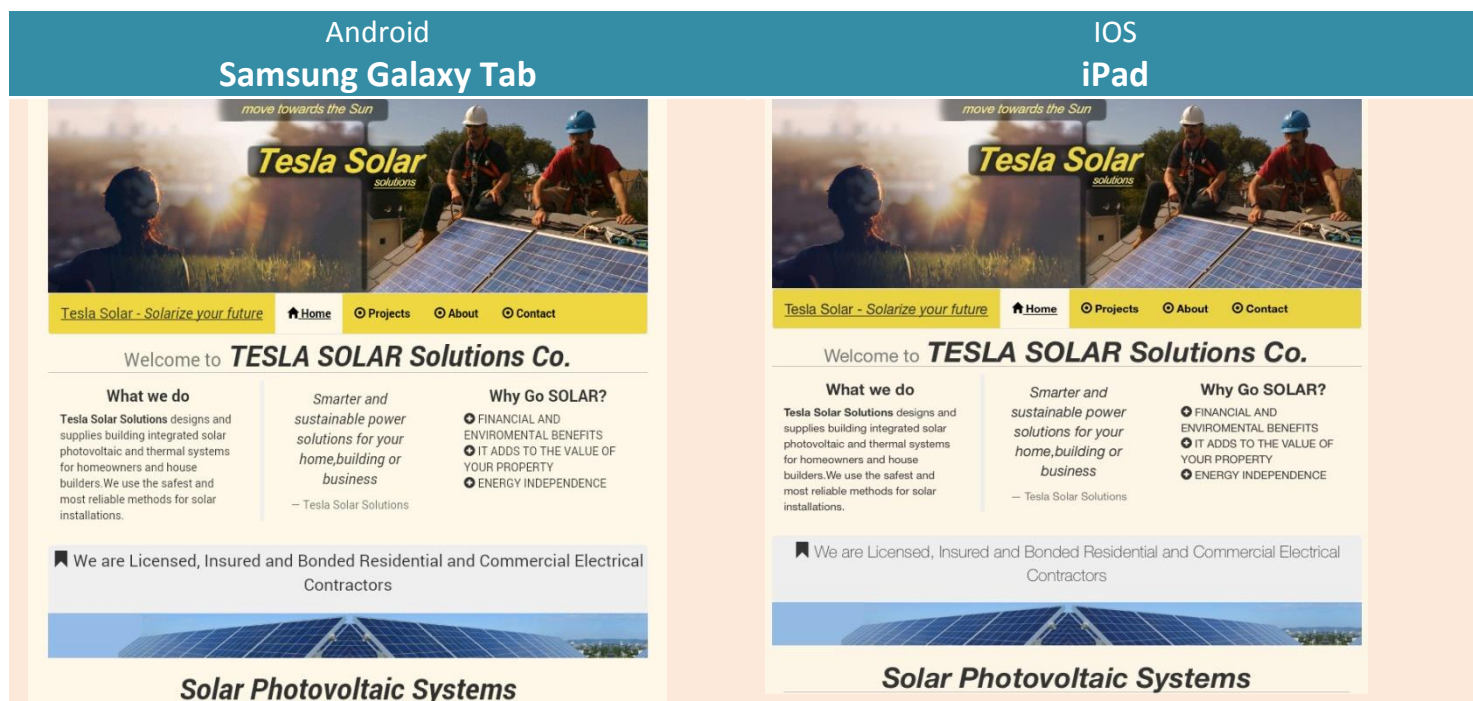 Android
Samsung Galaxy Tab
move towards the Sun
Tesla Solar
solutions
Tesla Solar - Solarize your future Home Projects About Contact
Welcome to TESLA SOLAR Solutions Co.
What we do
Tesla Solar Solutions designs and
supplies building integrated solar
photovoltaic and thermal systems
for homeowners and house
builders.We use the safest and
most reliable methods for solar
installations.
Smarter and
sustainable power
solutions for your
home,building or
business
— Tesla Solar Solutions
Why Go SOLAR?
FINANCIAL AND
ENVIROMENTAL BENEFITS
IT ADDS TO THE VALUE OF
YOUR PROPERTY
ENERGY INDEPENDENCE
We are Licensed, Insured and Bonded Residential and Commercial Electrical
Contractors
Solar Photovoltaic Systems
IOS
iPad
move towards the Sun
Tesla Solar
solutions
Tesla Solar - Solarize your future Home Projects About Contact
Welcome to TESLA SOLAR Solutions Co.
What we do
Tesla Solar Solutions designs and
supplies building integrated solar
photovoltaic and thermal systems
for homeowners and house
builders.We use the safest and
most reliable methods for solar
installations.
Smarter and
sustainable power
solutions for your
home,building or
business
— Tesla Solar Solutions
Why Go SOLAR?
FINANCIAL AND
ENVIROMENTAL BENEFITS
IT ADDS TO THE VALUE OF
YOUR PROPERTY
ENERGY INDEPENDENCE
We are Licensed, Insured and Bonded Residential and Commercial Electrical
Contractors
Solar Photovoltaic Systems